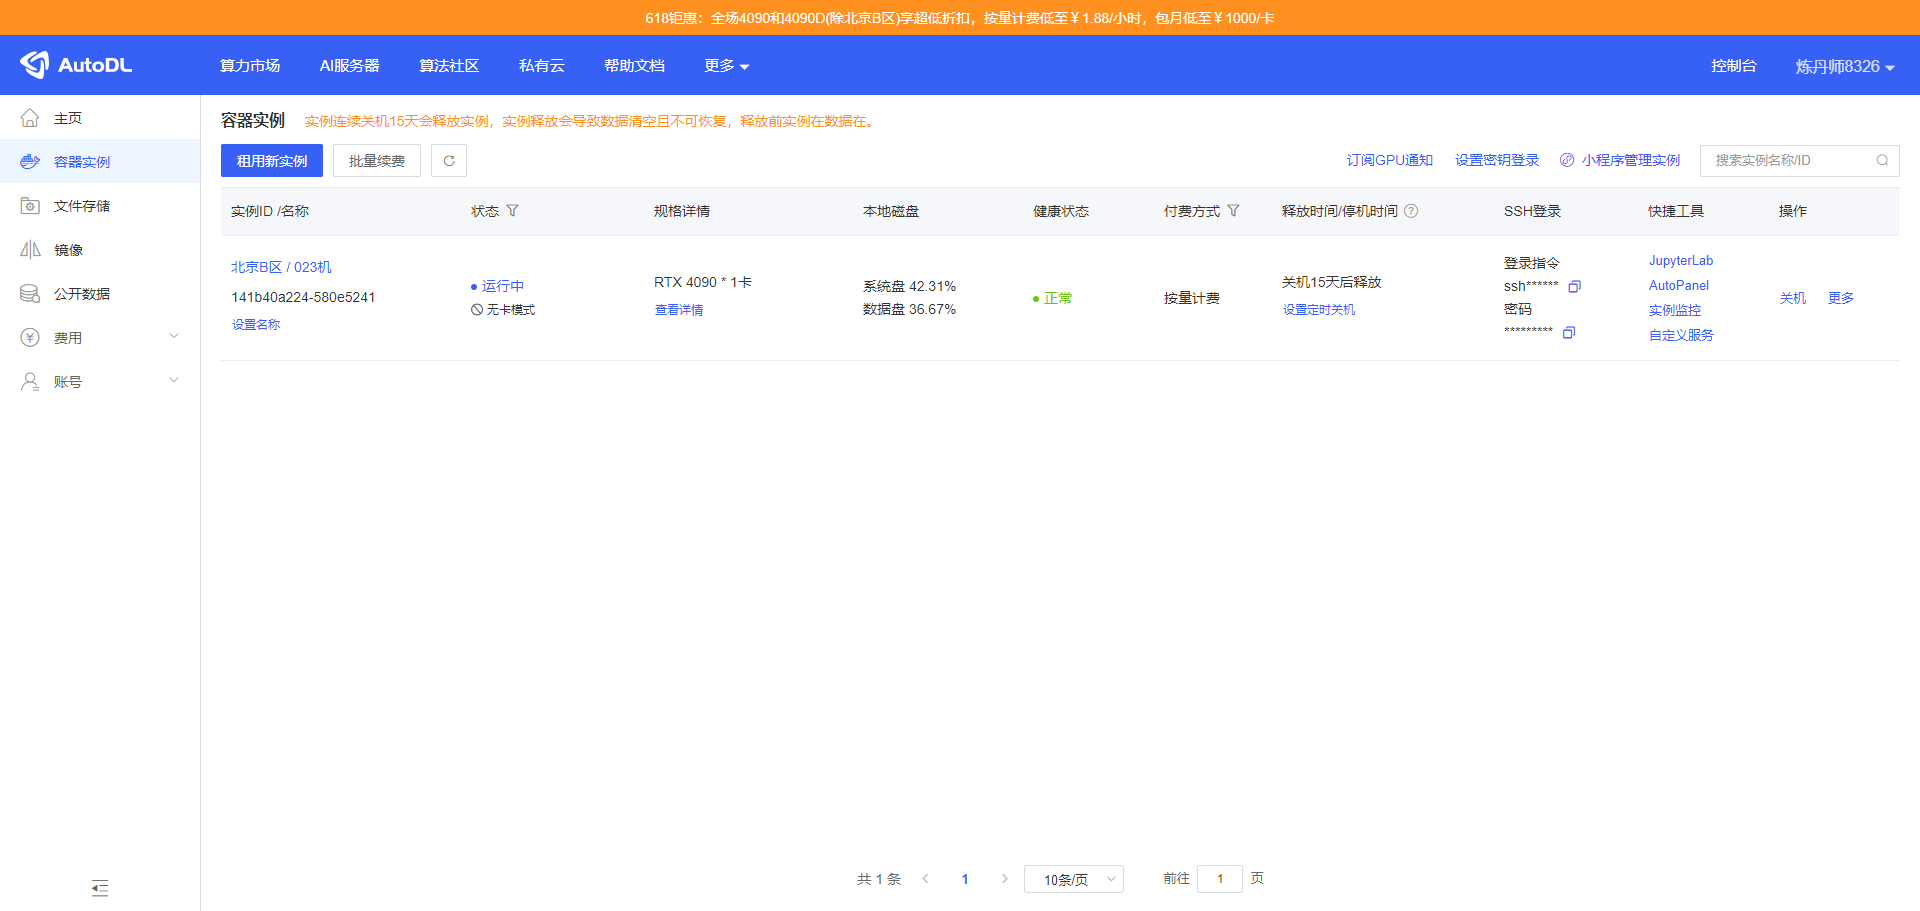 618钜惠：全场4090和4090D(除北京B区)享超低折扣，按量计费低至￥1.88/小时，包月低至￥1000/卡
AutoDL 算力市场 AI服务器 算法社区 私有云 帮助文档 更多 控制台 炼丹师8326
主页
容器实例
文件存储
镜像
公开数据
费用
账号
容器实例 实例连续关机15天会释放实例，实例释放会导致数据清空且不可恢复，释放前实例在数据在。
租用新实例 批量续费 订阅GPU通知 设置密钥登录 小程序管理实例 搜索实例名称/ID
实例ID /名称 状态 规格详情 本地磁盘 健康状态 付费方式 释放时间/停机时间 SSH登录 快捷工具 操作
北京B区 / 023机
141b40a224-580e5241
设置名称
运行中
无卡模式
RTX 4090 * 1卡
查看详情
系统盘 42.31%
数据盘 36.67%
正常
按量计费
关机15天后释放
设置定时关机
登录指令
ssh******
密码
*********
JupyterLab
AutoPanel
实例监控
自定义服务
关机 更多
共 1 条 1 10条/页 前往 1 页